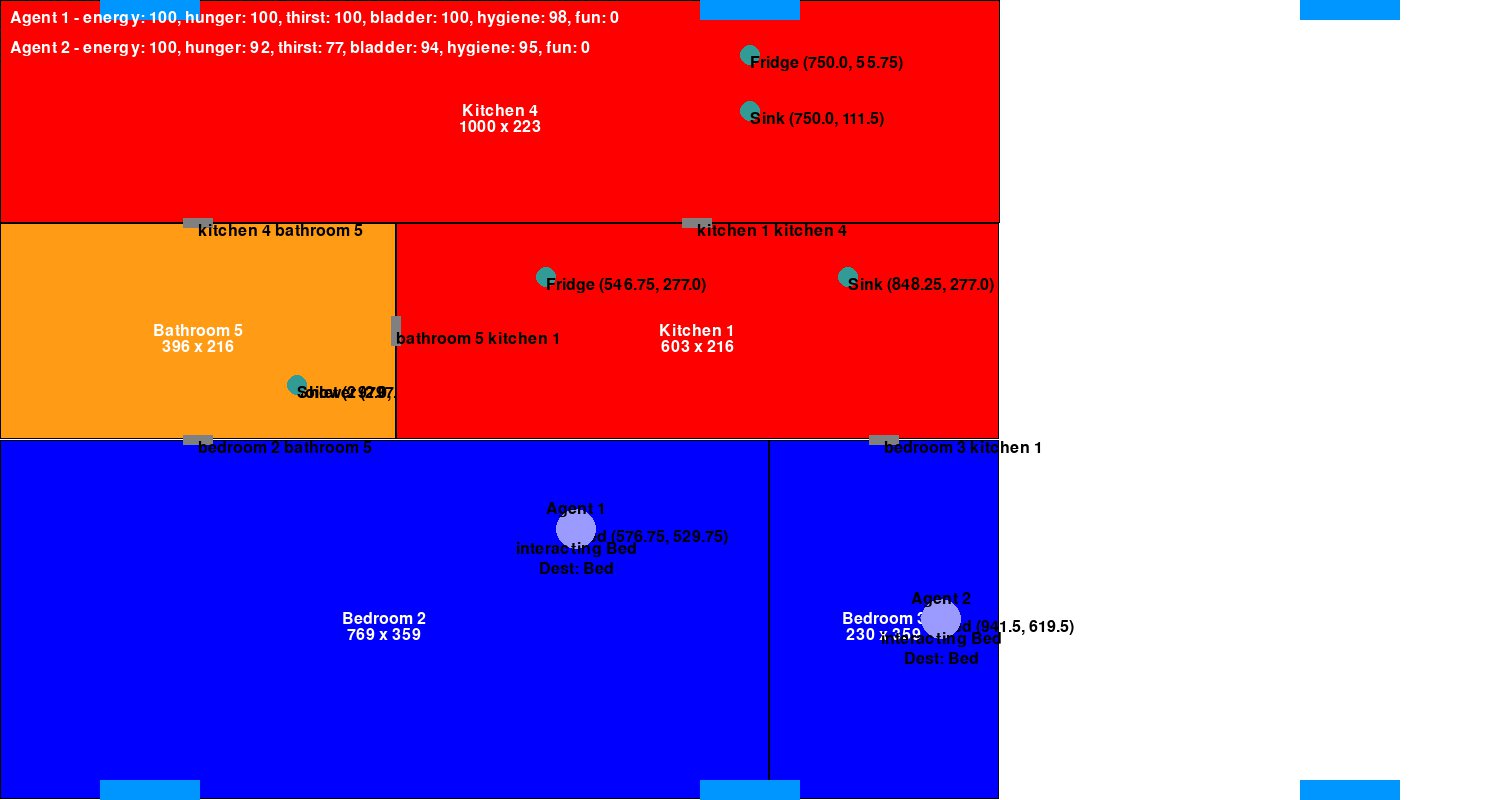 Agent 1 - energy: 100, hunger: 100, thirst: 100, bladder: 100, hygiene: 98, fun: 0
Agent 2 - energy: 100, hunger: 92, thirst: 77, bladder: 94, hygiene: 95, fun: 0
Fridge (750.0, 55.75)
Kitchen 4
1000 x 223
Sink (750.0, 111.5)
kitchen 4 bathroom 5
kitchen 1 kitchen 4
Fridge (546.75, 277.0)
Sink (848.25, 277.0)
Bathroom 5
396 x 216
bathroom 5 kitchen 1
Kitchen 1
603 x 216
bedroom 2 bathroom 5
bedroom 3 kitchen 1
Agent 1
(576.75, 529.75)
interacting Bed
Dest: Bed
Bedroom 2
769 x 359
Agent 2
Bedroom 3
(941.5, 619.5)
230 x 359
interacting Bed
Dest: Bed